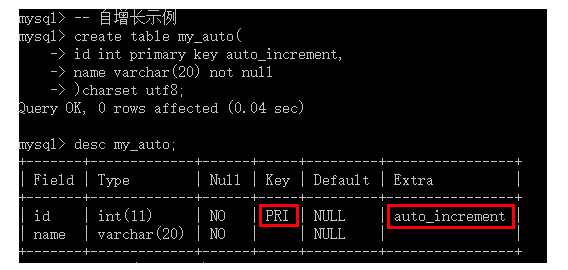 mysql> -- 自增长示例
mysql> create table my_auto(
    -> id int primary key auto_increment,
    -> name varchar(20) not null
    -> )charset utf8;
Query OK, 0 rows affected (0.04 sec)
mysql> desc my_auto;
+-------+-------------+------+-----+---------+----------------+
| Field | Type        | Null | Key | Default | Extra          |
+-------+-------------+------+-----+---------+----------------+
| id    | int(11)     | NO   | PRI | NULL    | auto_increment |
| name  | varchar(20) | NO   |     | NULL    |                |
+-------+-------------+------+-----+---------+----------------+